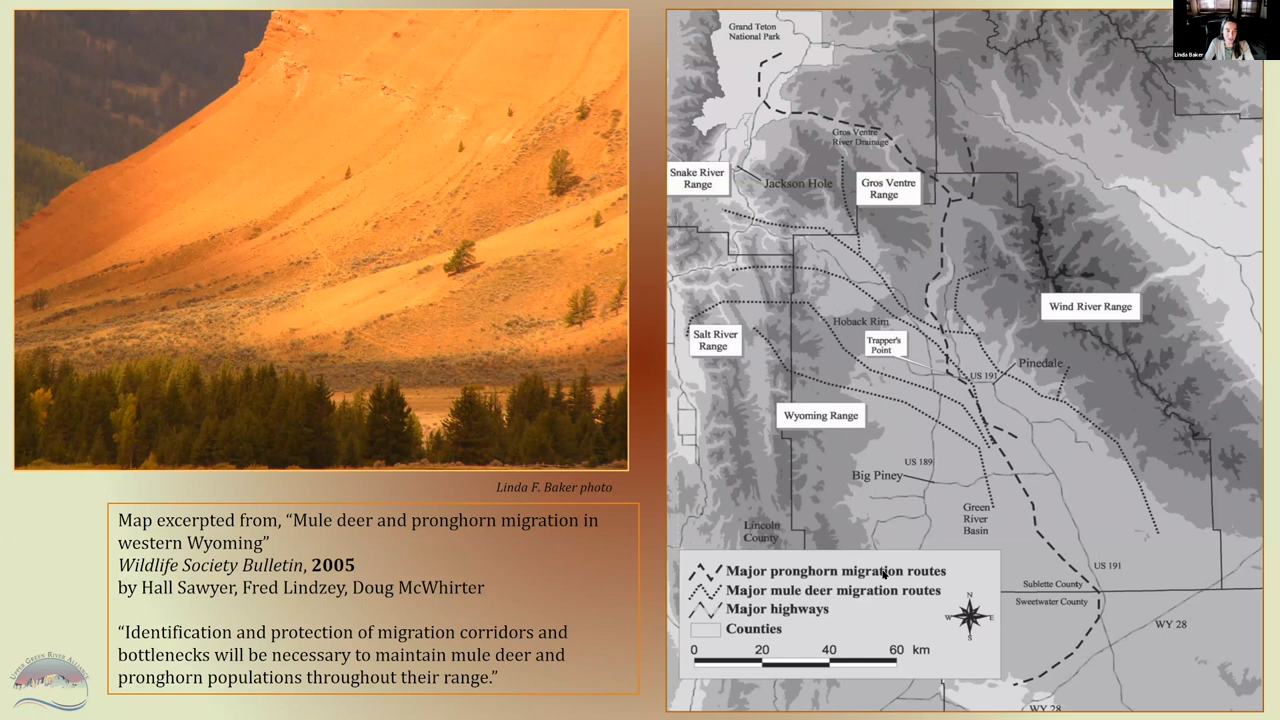 Linda F. Baker photo
Map excerpted from, “Mule deer and pronghorn migration in
western Wyoming”
Wildlife Society Bulletin, 2005
by Hall Sawyer, Fred Lindzey, Doug McWhirter
“Identification and protection of migration corridors and
bottlenecks will be necessary to maintain mule deer and
pronghorn populations throughout their range.”
UPPER GREEN RIVER ALLIANCE
Linda Baker
Grand Teton
National Park
Gros Ventre
River Drainage
Snake River
Range
Jackson Hole
Gros Ventre
Range
Wind River Range
Hoback Rim
Salt River
Range
Trapper's
Point
Pinedale
US 191
Wyoming Range
US 189
Big Piney
Green
River
Basin
Lincoln
County
US 191
Sublette County
Sweetwater County
WY 28
WY 28
Major pronghorn migration routes
Major mule deer migration routes
Major highways
Counties
N
W E
S
0 20 40 60 km